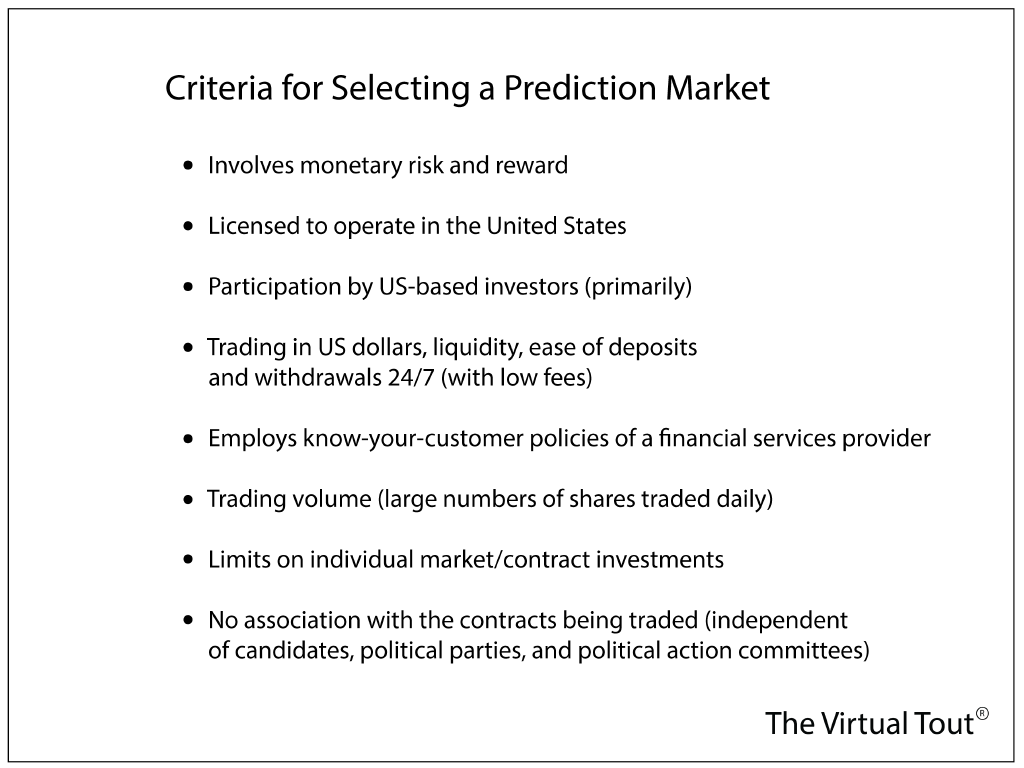 Criteria for Selecting a Prediction Market
• Involves monetary risk and reward
• Licensed to operate in the United States
• Participation by US-based investors (primarily)
• Trading in US dollars, liquidity, ease of deposits
and withdrawals 24/7 (with low fees)
• Employs know-your-customer policies of a financial services provider
• Trading volume (large numbers of shares traded daily)
• Limits on individual market/contract investments
• No association with the contracts being traded (independent
of candidates, political parties, and political action committees)
The Virtual Tout®